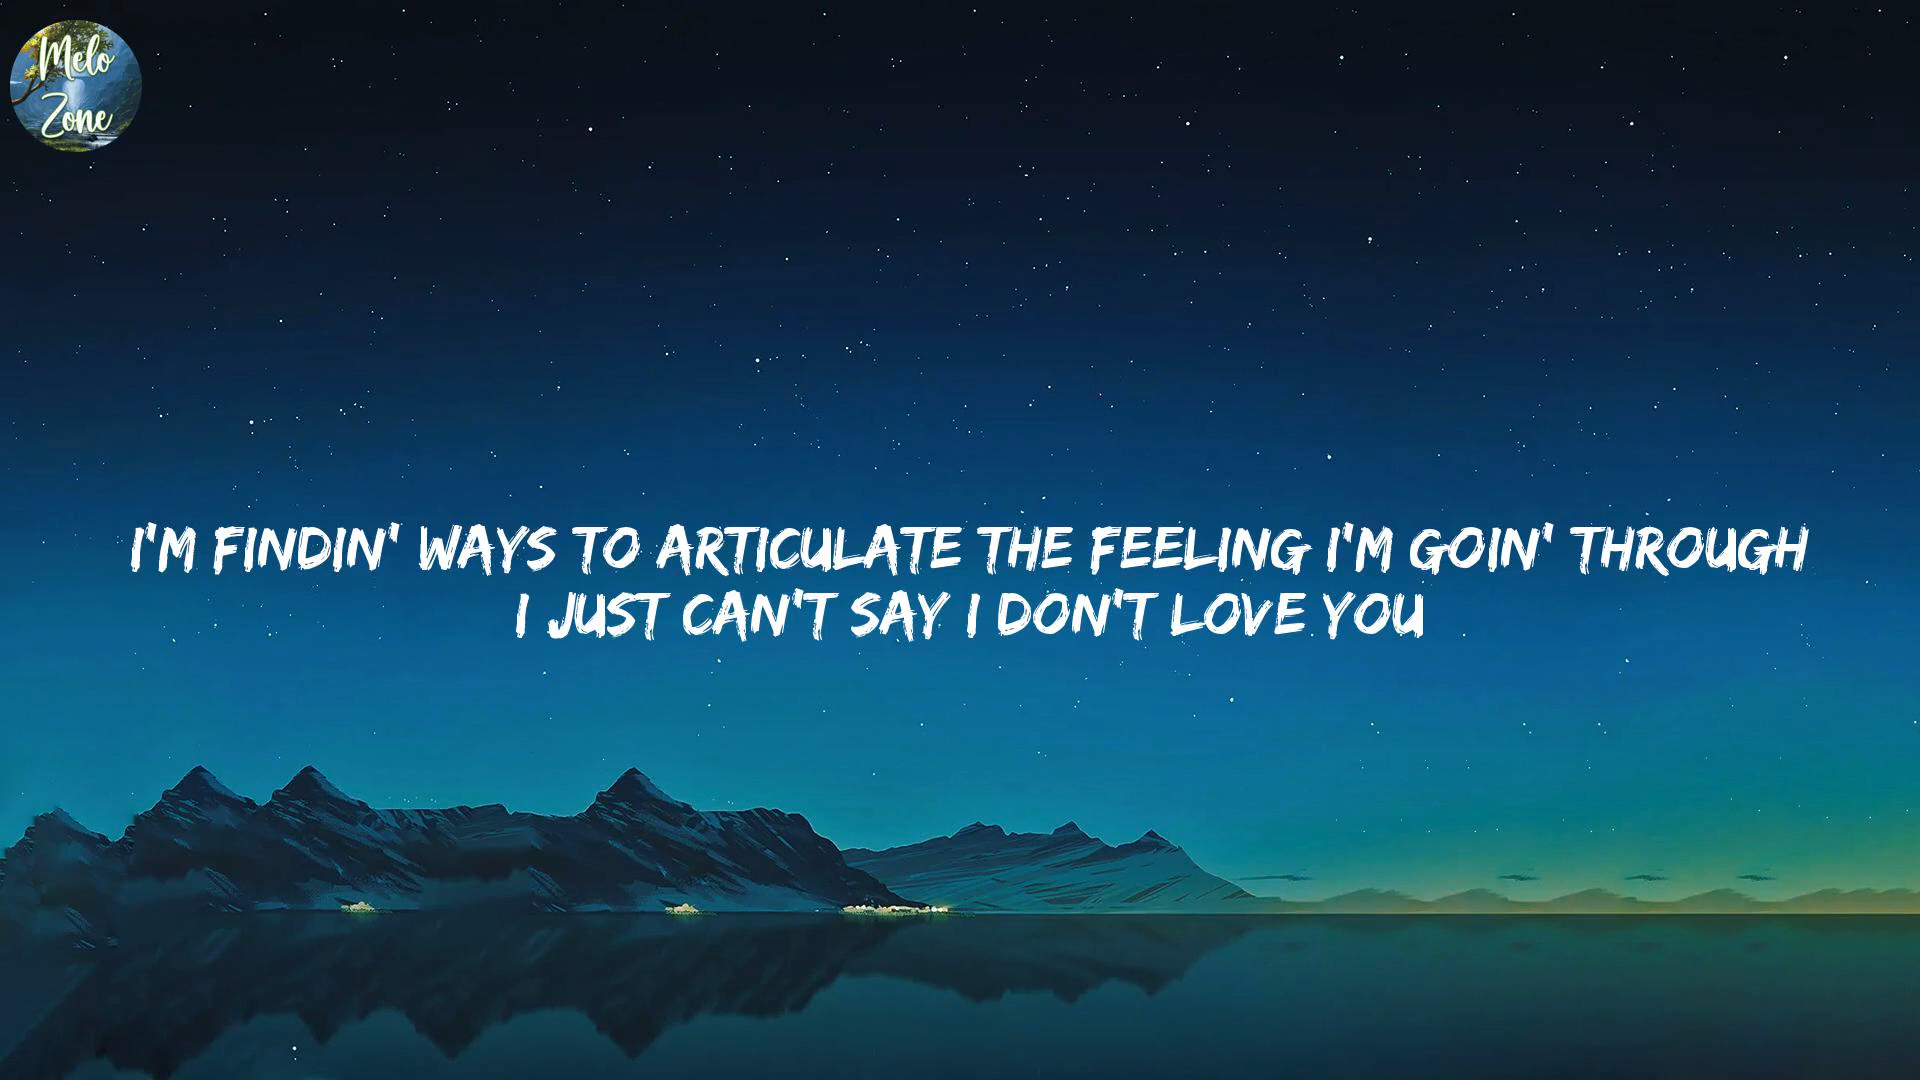 Melo
Zone
I'M FINDIN' WAYS TO ARTICULATE THE FEELING I'M GOIN' THROUGH
I JUST CAN'T SAY I DON'T LOVE YOU